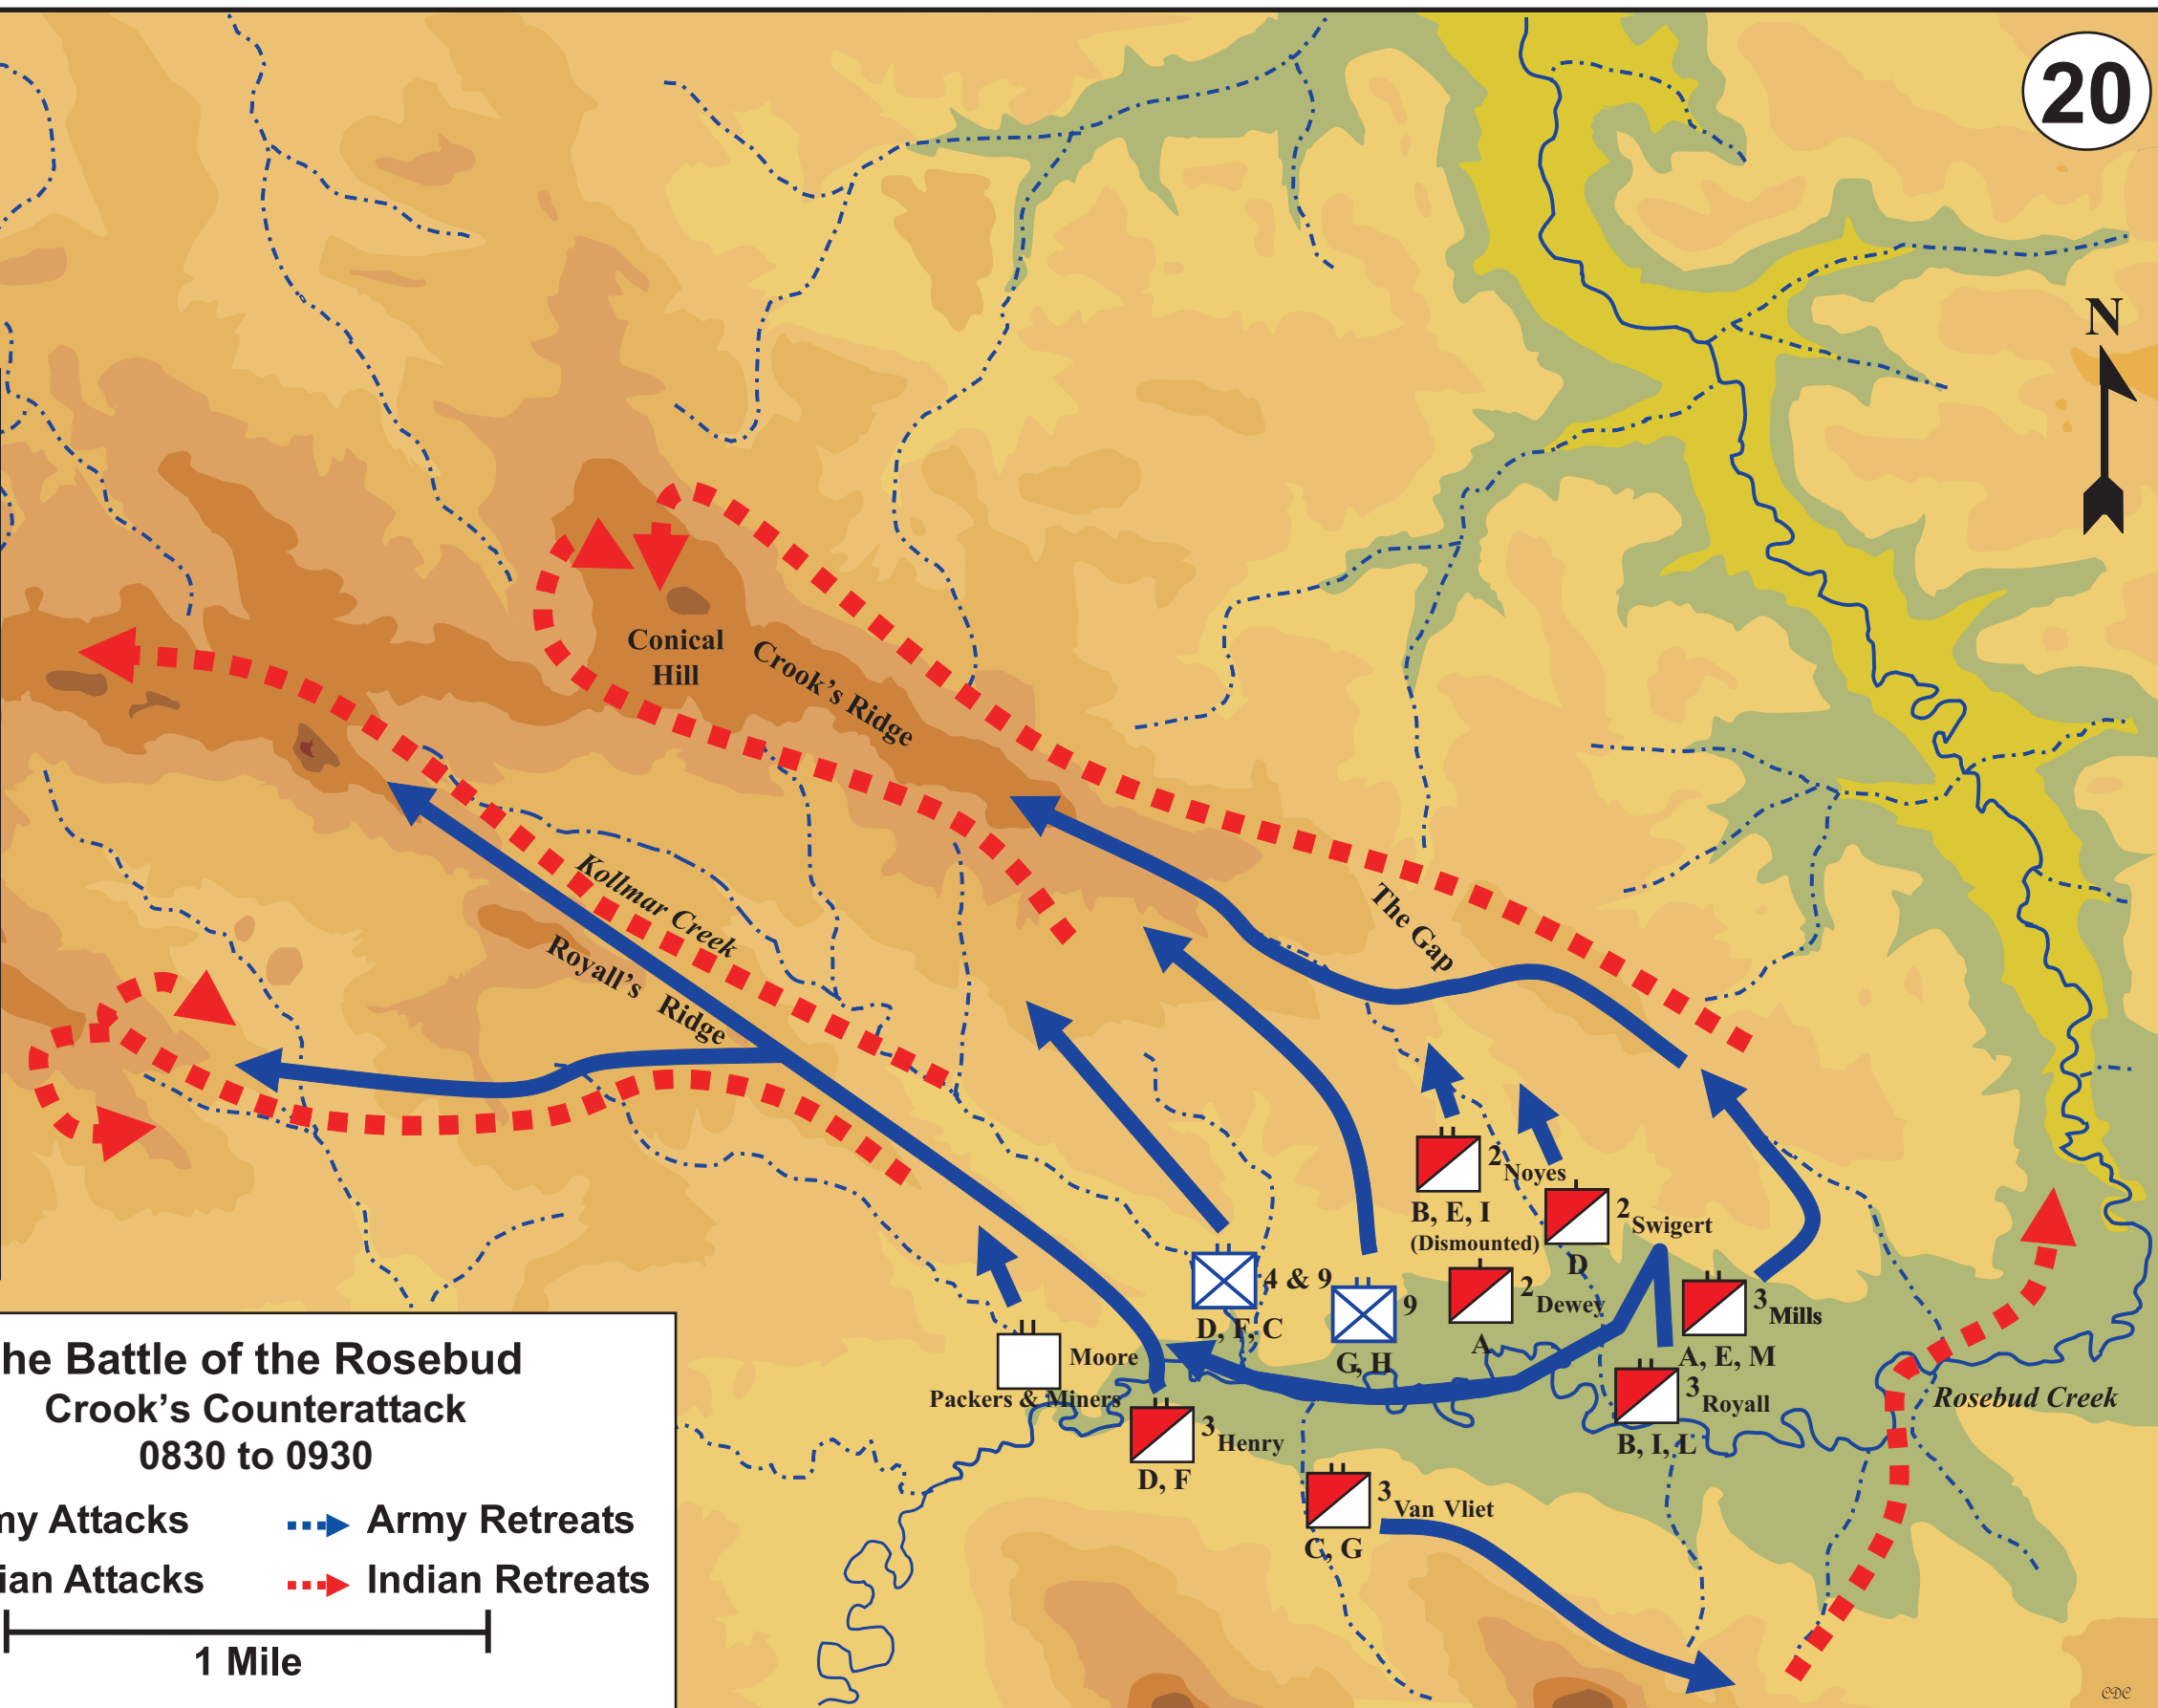 20
N
Conical
Hill
Crook's Ridge
The Gap
Kollmar Creek
Royall's Ridge
2 Noyes
B, E, I
(Dismounted)
2 Swigert
D
4 & 9
D, F, C
9
G, H
2 Dewey
A
3 Mills
A, E, M
Moore
Packers & Miners
3 Royall
B, I, L
Rosebud Creek
3 Henry
D, F
3 Van Vliet
C, G
he Battle of the Rosebud
Crook's Counterattack
0830 to 0930
my Attacks
Army Retreats
ian Attacks
Indian Retreats
1 Mile
CDC